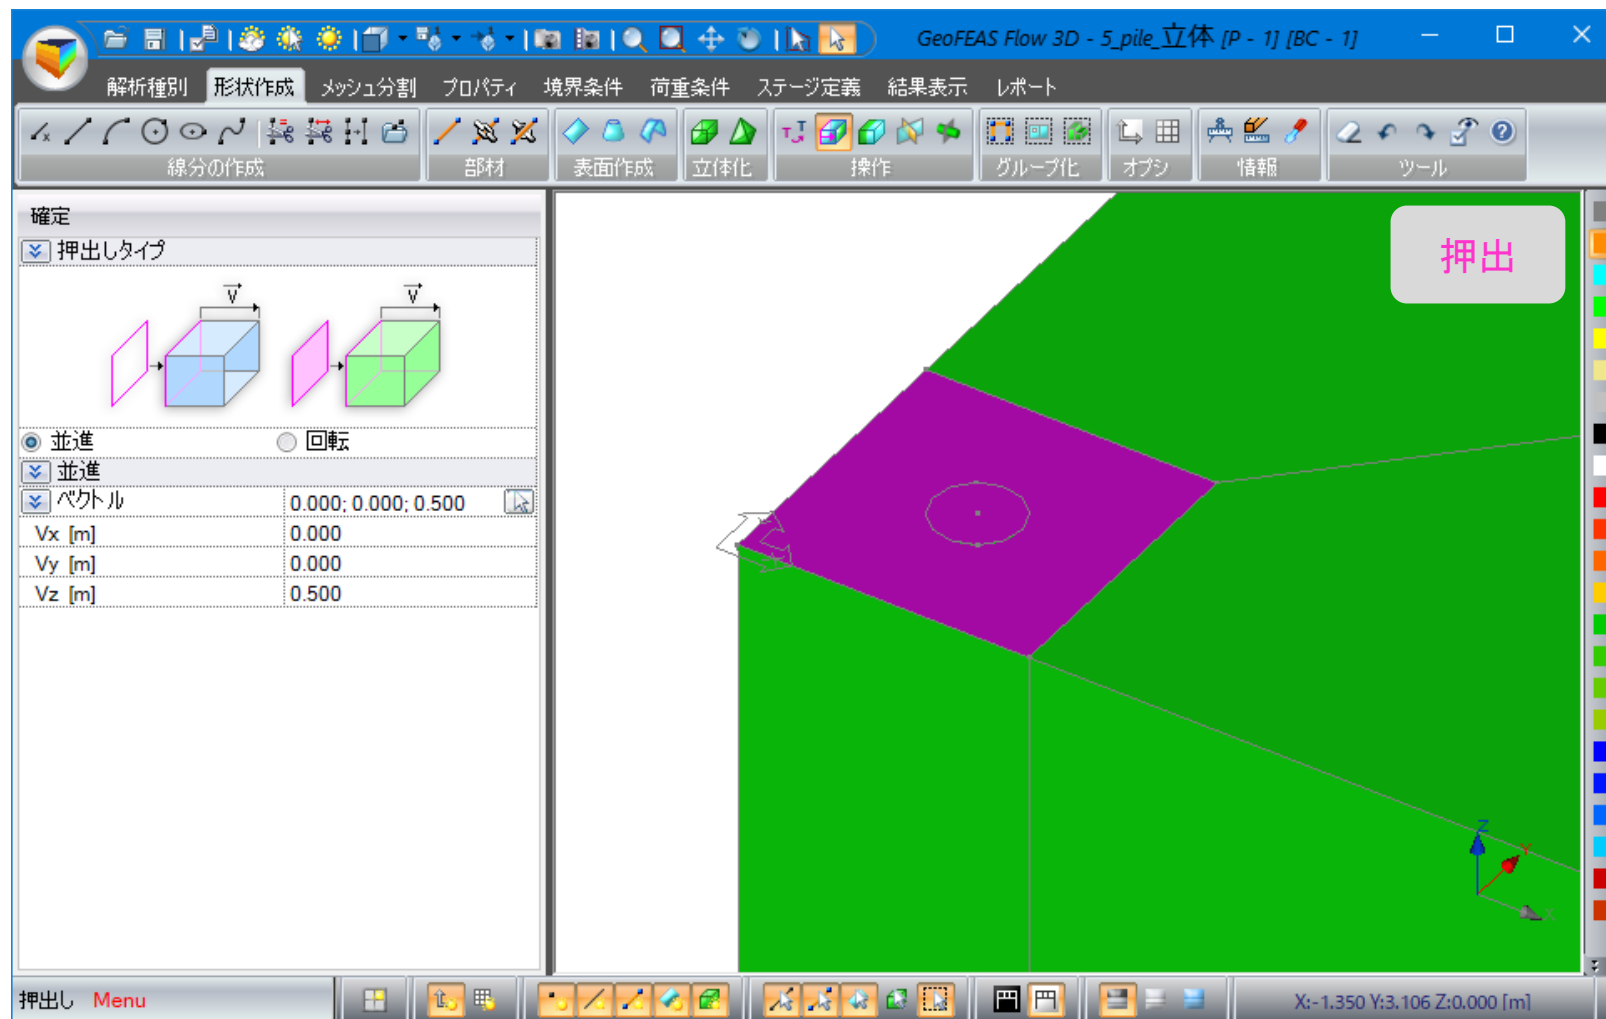 GeoFEAS Flow 3D - 5_pile_立体 [P - 1] [BC - 1]
解析種別 形状作成 メッシュ分割 プロパティ 境界条件 荷重条件 ステージ定義 結果表示 レポート
線分の作成 部材 表面作成 立体化 操作 グループ化 オプシ 情報 ツール
確定
押出しタイプ
V V
並進 回転
並進
ベクトル 0.000; 0.000; 0.500
Vx [m] 0.000
Vy [m] 0.000
Vz [m] 0.500
押出
Z
Y
X
押出し Menu
X:-1.350 Y:3.106 Z:0.000 [m]